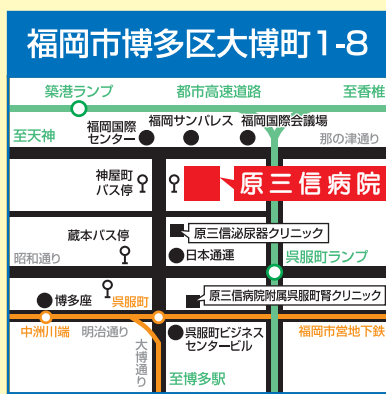 福岡市博多区大博町1-8
築港ランプ
都市高速道路
至香椎
至天神
福岡国際
センター
福岡サンパレス
福岡国際会議場
那の津通り
神屋町
バス停
原三信病院
原三信泌尿器クリニック
蔵本バス停
日本通運
昭和通り
呉服町ランプ
博多座
呉服町
原三信病院附属呉服町腎クリニック
中洲川端
明治通り
大博通り
呉服町ビジネス
センタービル
福岡市営地下鉄
至博多駅